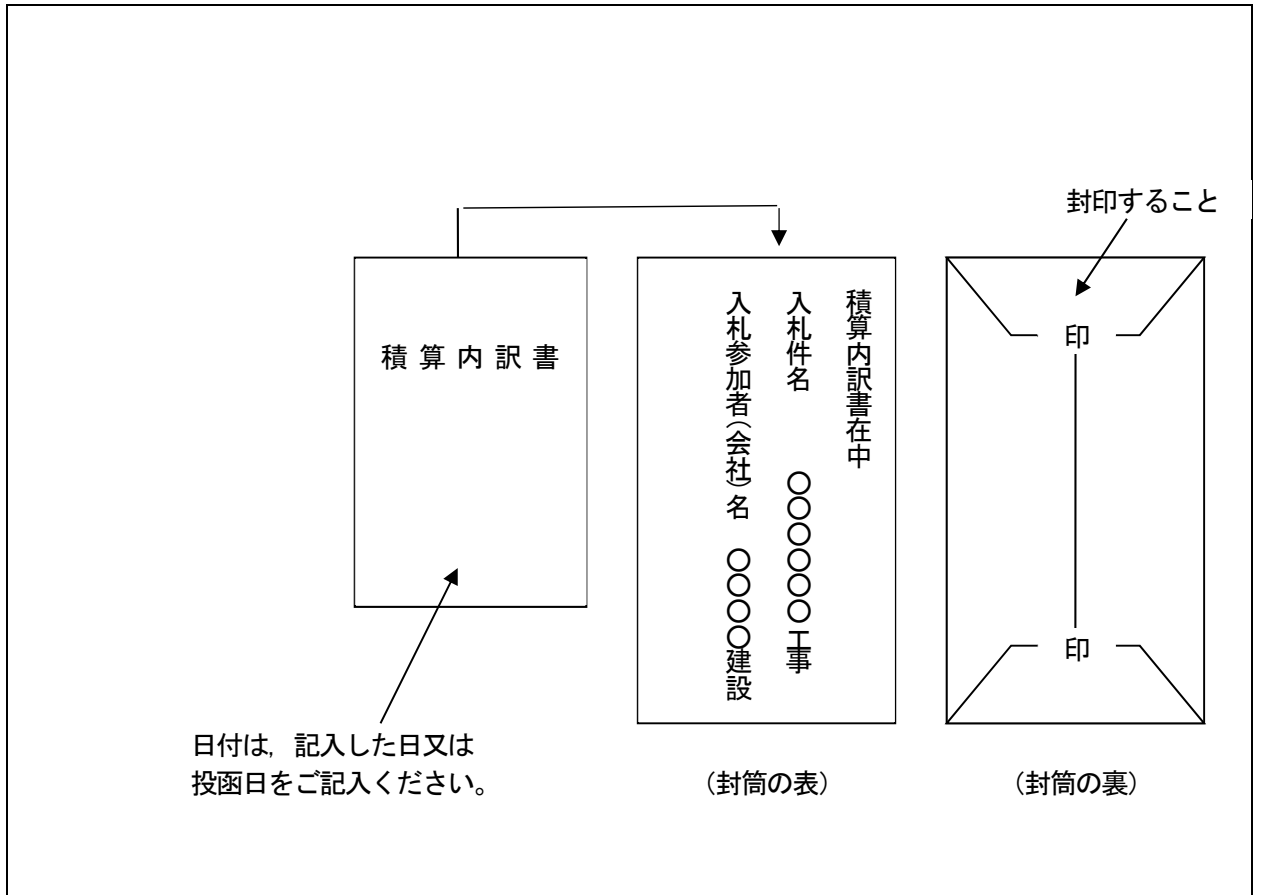 封印すること
積算内訳書
積算内訳書在中
入札件名　〇〇〇〇〇〇工事
入札参加者（会社）名　〇〇〇〇建設
印
印
日付は，記入した日又は
投函日をご記入ください。
（封筒の表）
（封筒の裏）